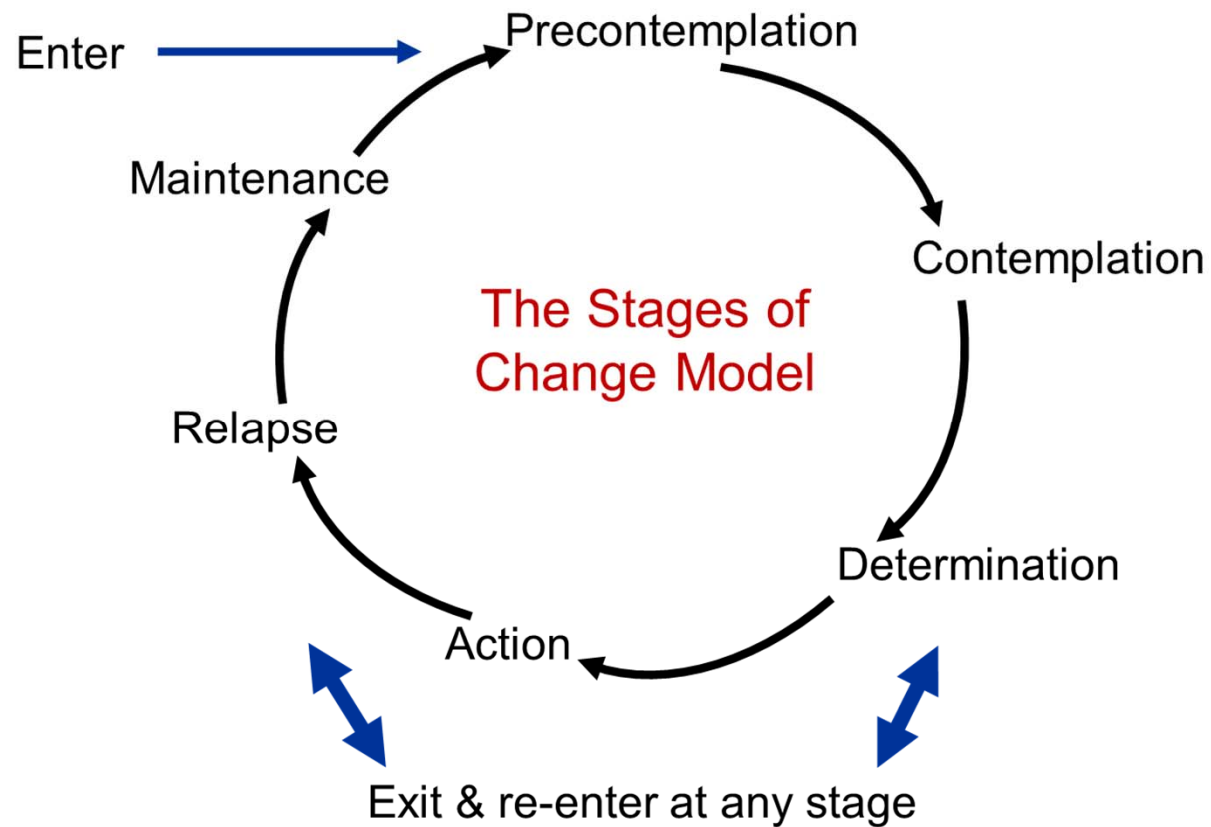 Precontemplation
Enter
Maintenance
Contemplation
The Stages of
Change Model
Relapse
Determination
Action
Exit & re-enter at any stage